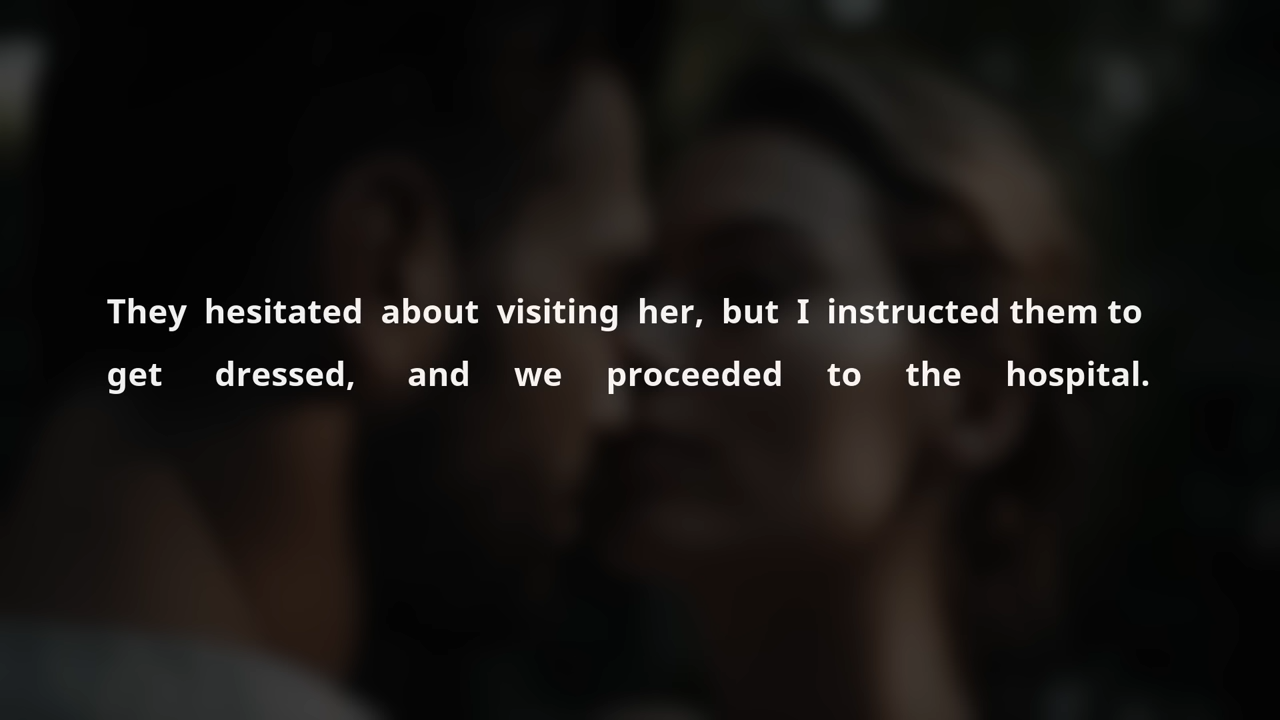 They hesitated about visiting her, but I instructed them to
get dressed, and we proceeded to the hospital.